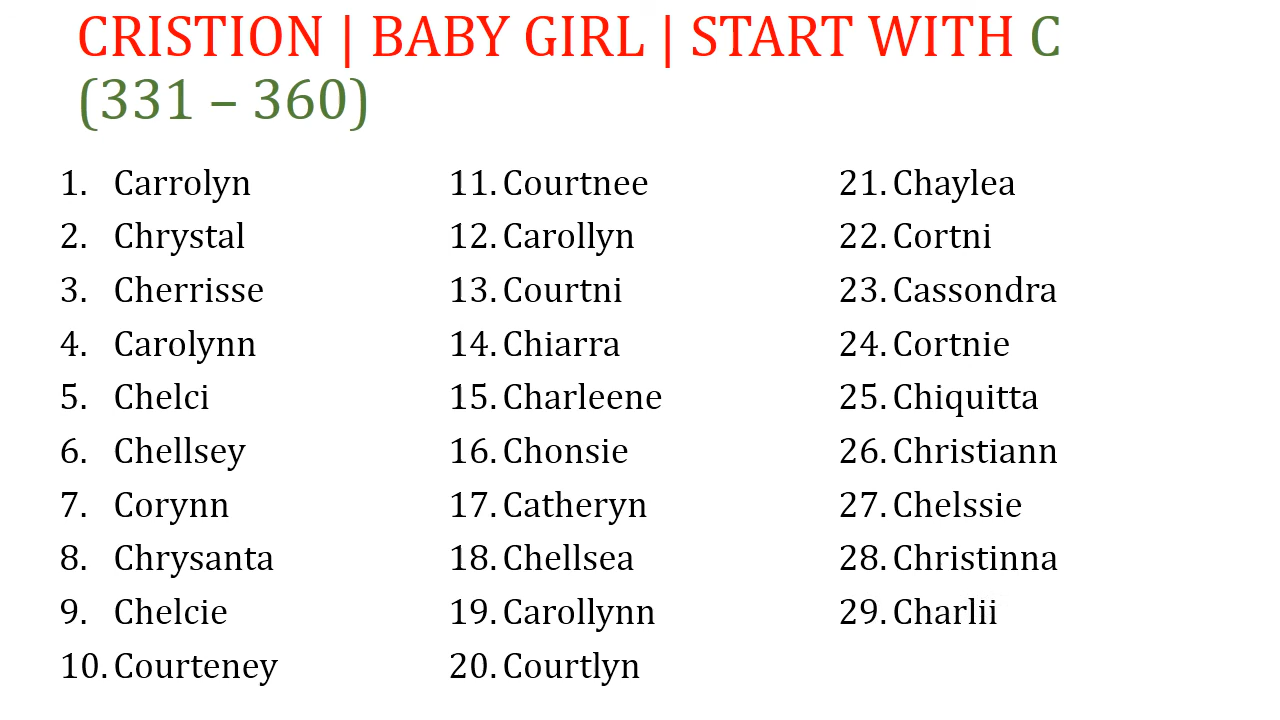 CRISTION | BABY GIRL | START WITH C
(331 – 360)
1. Carrolyn
2. Chrystal
3. Cherrisse
4. Carolynn
5. Chelci
6. Chellsey
7. Corynn
8. Chrysanta
9. Chelcie
10. Courteney
11. Courtnee
12. Carollyn
13. Courtni
14. Chiarra
15. Charleene
16. Chonsie
17. Catheryn
18. Chellsea
19. Carollynn
20. Courtlyn
21. Chaylea
22. Cortni
23. Cassondra
24. Cortnie
25. Chiquitta
26. Christiann
27. Chelssie
28. Christinna
29. Charlii